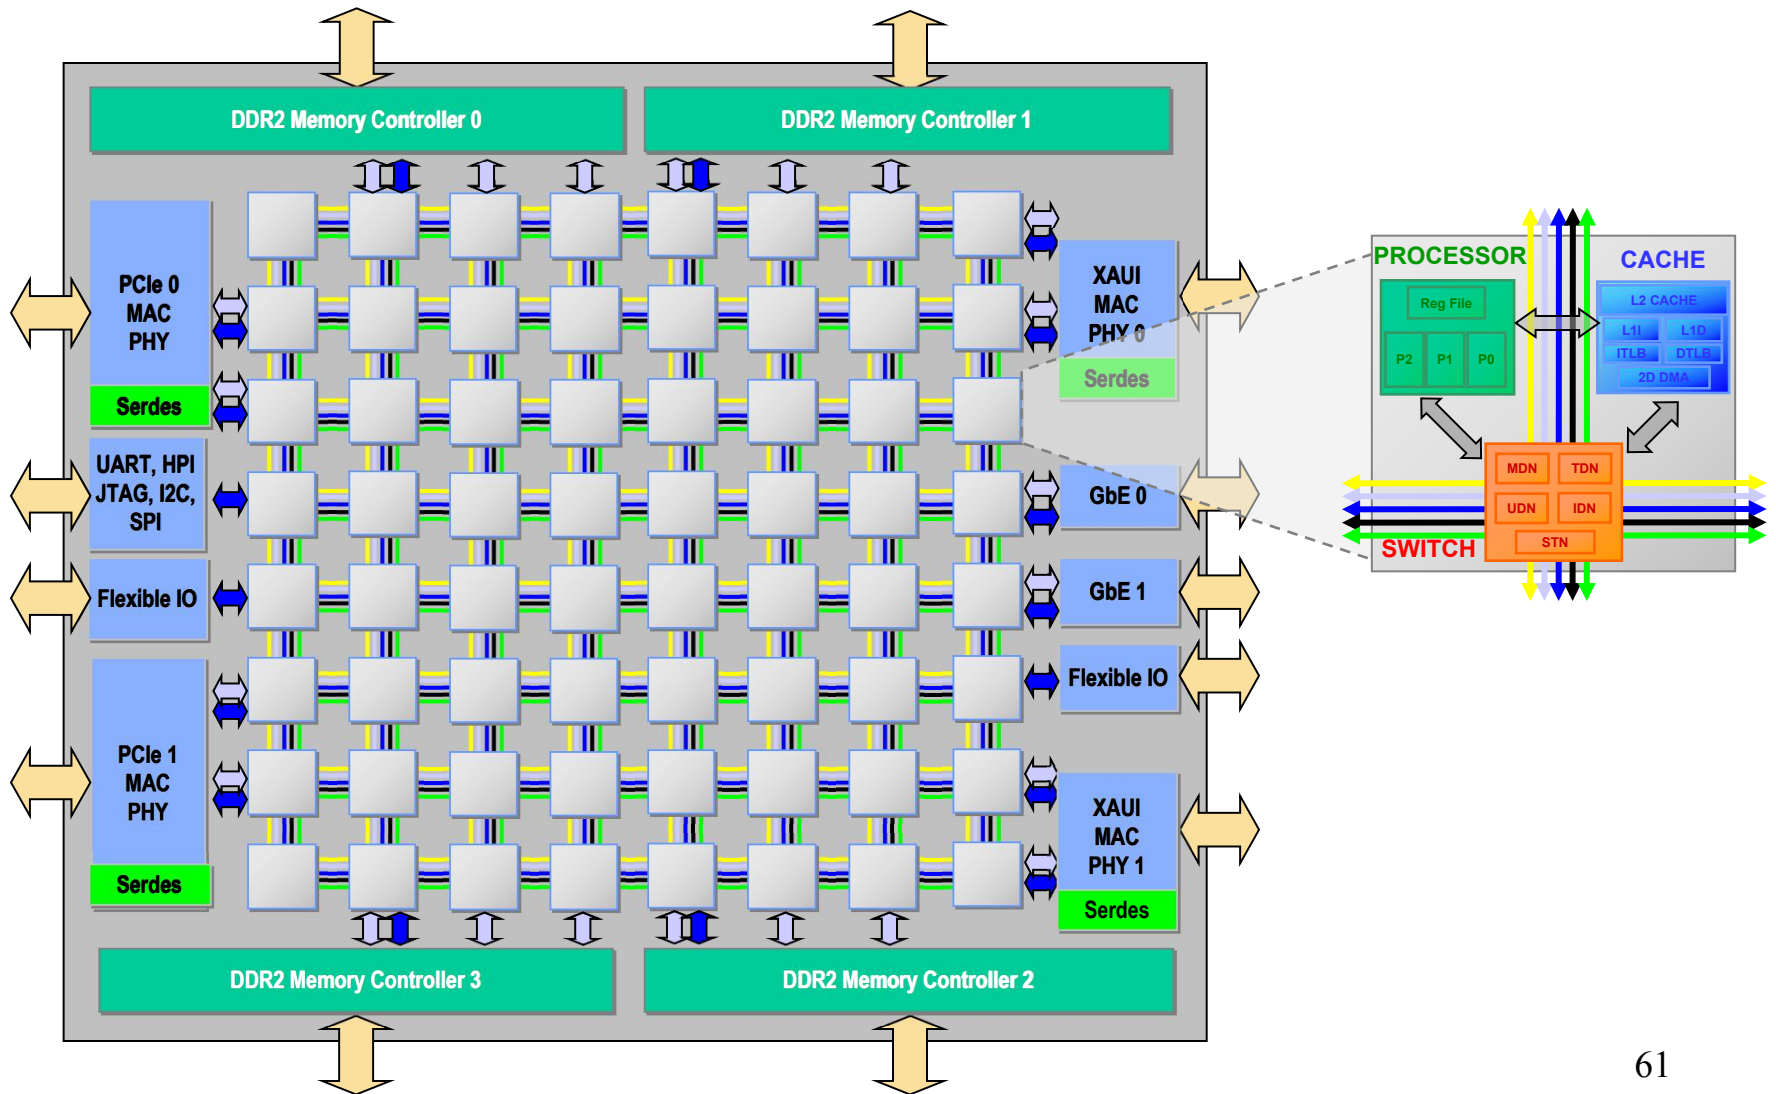 DDR2 Memory Controller 0
DDR2 Memory Controller 1
PCIe 0
MAC
PHY
Serdes
UART, HPI
JTAG, I2C,
SPI
Flexible IO
PCIe 1
MAC
PHY
Serdes
XAUI
MAC
PHY 0
Serdes
GbE 0
GbE 1
Flexible IO
XAUI
MAC
PHY 1
Serdes
DDR2 Memory Controller 3
DDR2 Memory Controller 2
PROCESSOR
Reg File
P2 P1 P0
CACHE
L2 CACHE
L1I L1D
ITLB DTLB
2D DMA
MDN TDN
UDN IDN
STN
SWITCH
61